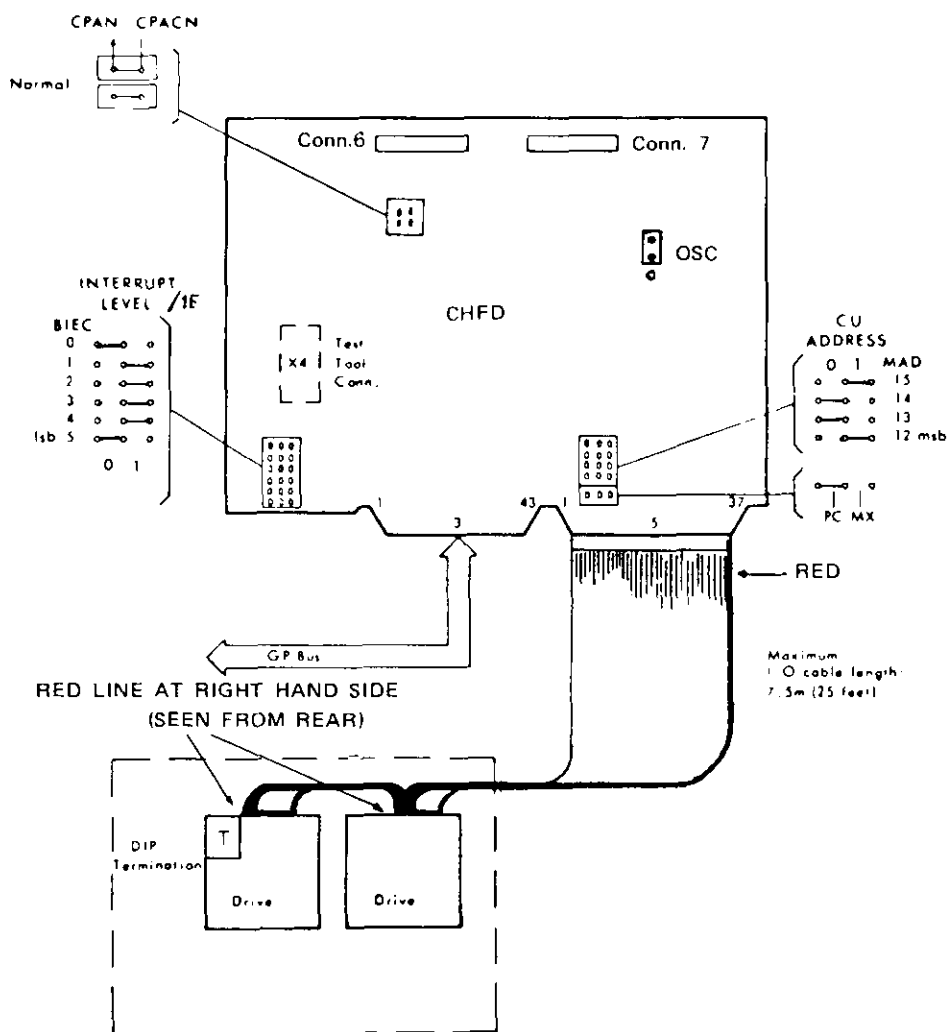 CPAN CPACN
Normal
Conn.6
Conn. 7
OSC
INTERRUPT
LEVEL /1E
BIEC
0
1
2
3
4
lsb 5
0 1
CHFD
X4
Test
Tool
Conn.
CU
ADDRESS
0 1 MAD
15
14
13
12 msb
PC MX
1
43
1
37
3
5
RED
GP Bus
Maximum
I/O cable length:
7.5m (25 feet)
RED LINE AT RIGHT HAND SIDE
(SEEN FROM REAR)
T
DIP
Termination
Drive
Drive